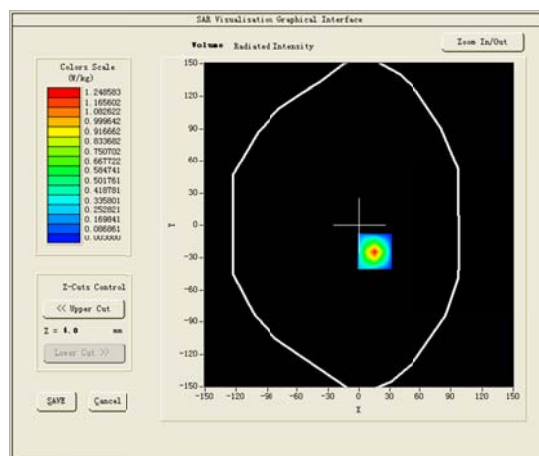 SAR Visualisation Graphical Interface
Volume Radiated Intensity
Zoom In/Out
Colors Scale
(W/kg)
1.248583
1.165602
1.082622
0.999642
0.916662
0.833682
0.750702
0.667722
0.584741
0.501761
0.418781
0.335801
0.252821
0.169841
0.086861
Z-Cuts Control
<< Upper Cut
Z = 4.0 mm
Lower Cut >>
SAVE
Cancel
150
120
90
60
30
0
-30
-60
-90
-120
-150
Y
-150 -120 -90 -60 -30 0 30 60 90 120 150
X